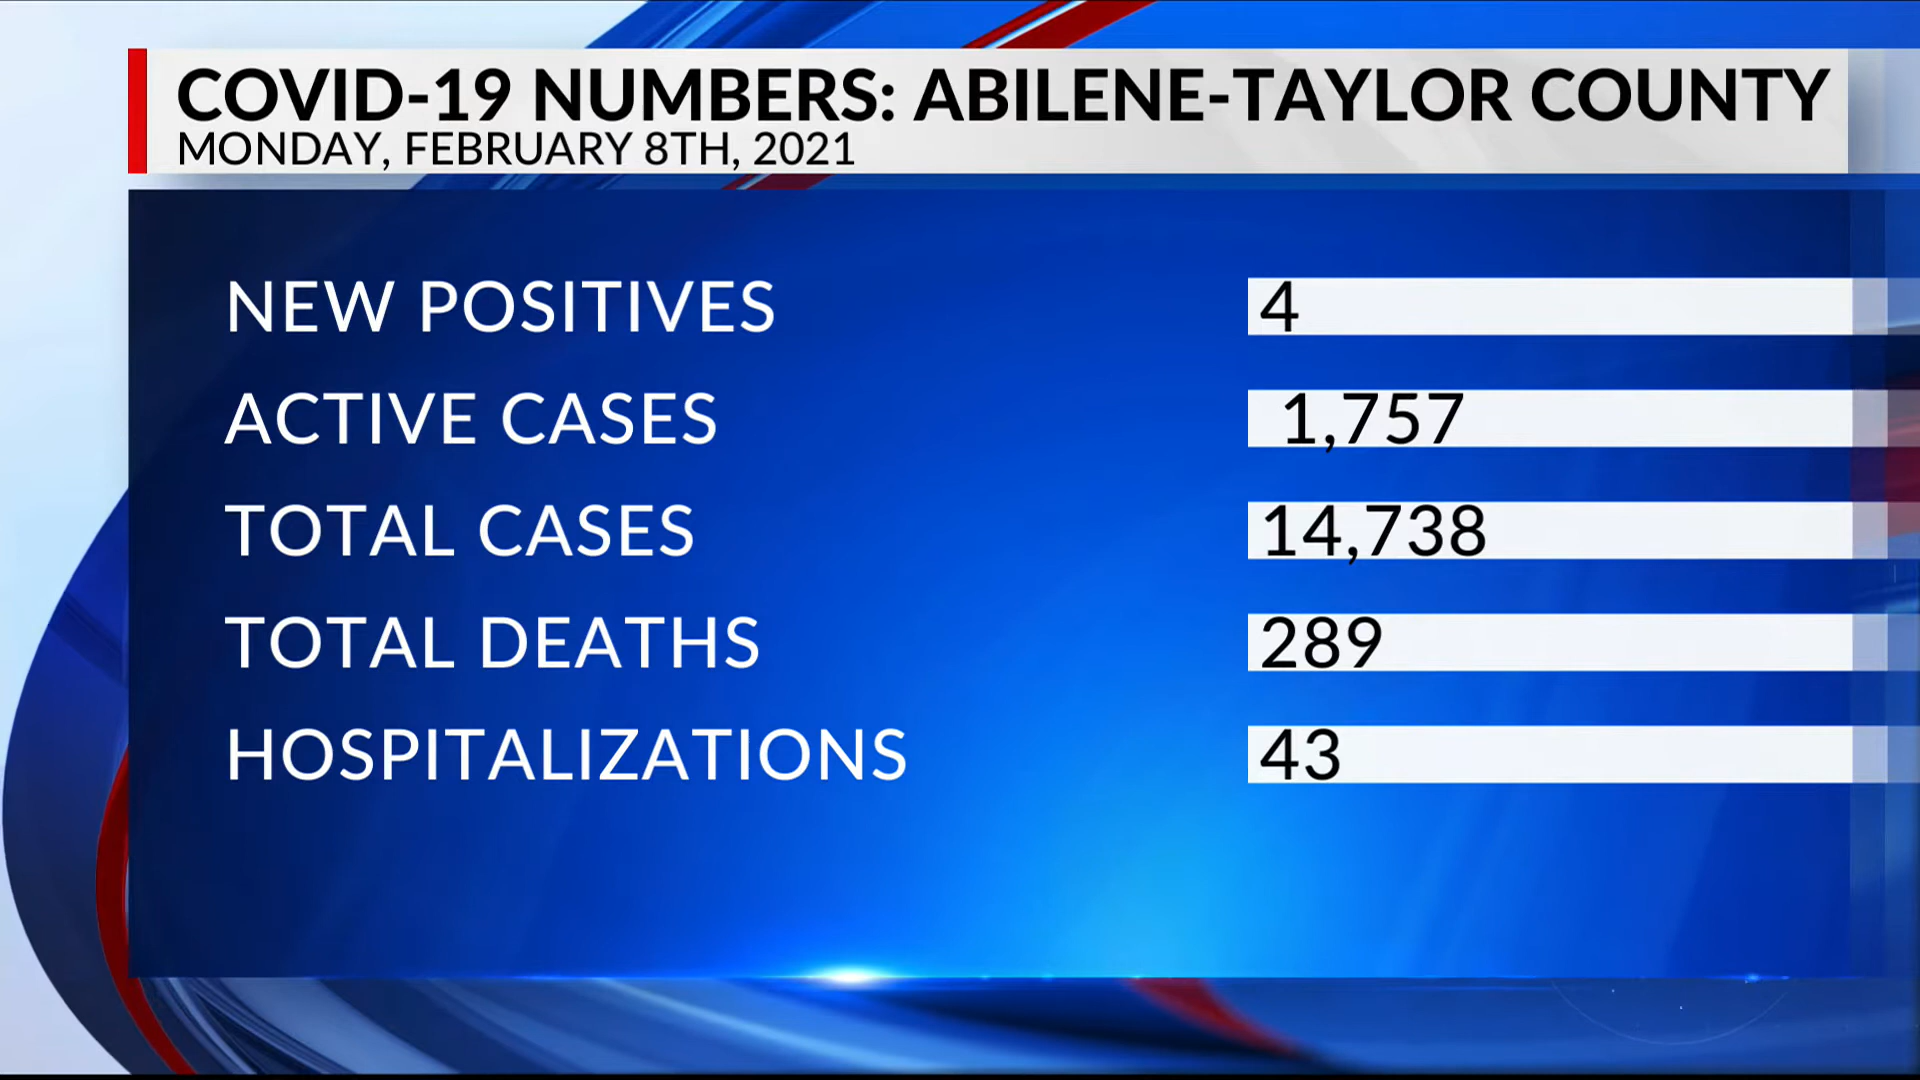 COVID-19 NUMBERS: ABILENE-TAYLOR COUNTY
MONDAY, FEBRUARY 8TH, 2021
NEW POSITIVES 4
ACTIVE CASES 1,757
TOTAL CASES 14,738
TOTAL DEATHS 289
HOSPITALIZATIONS 43